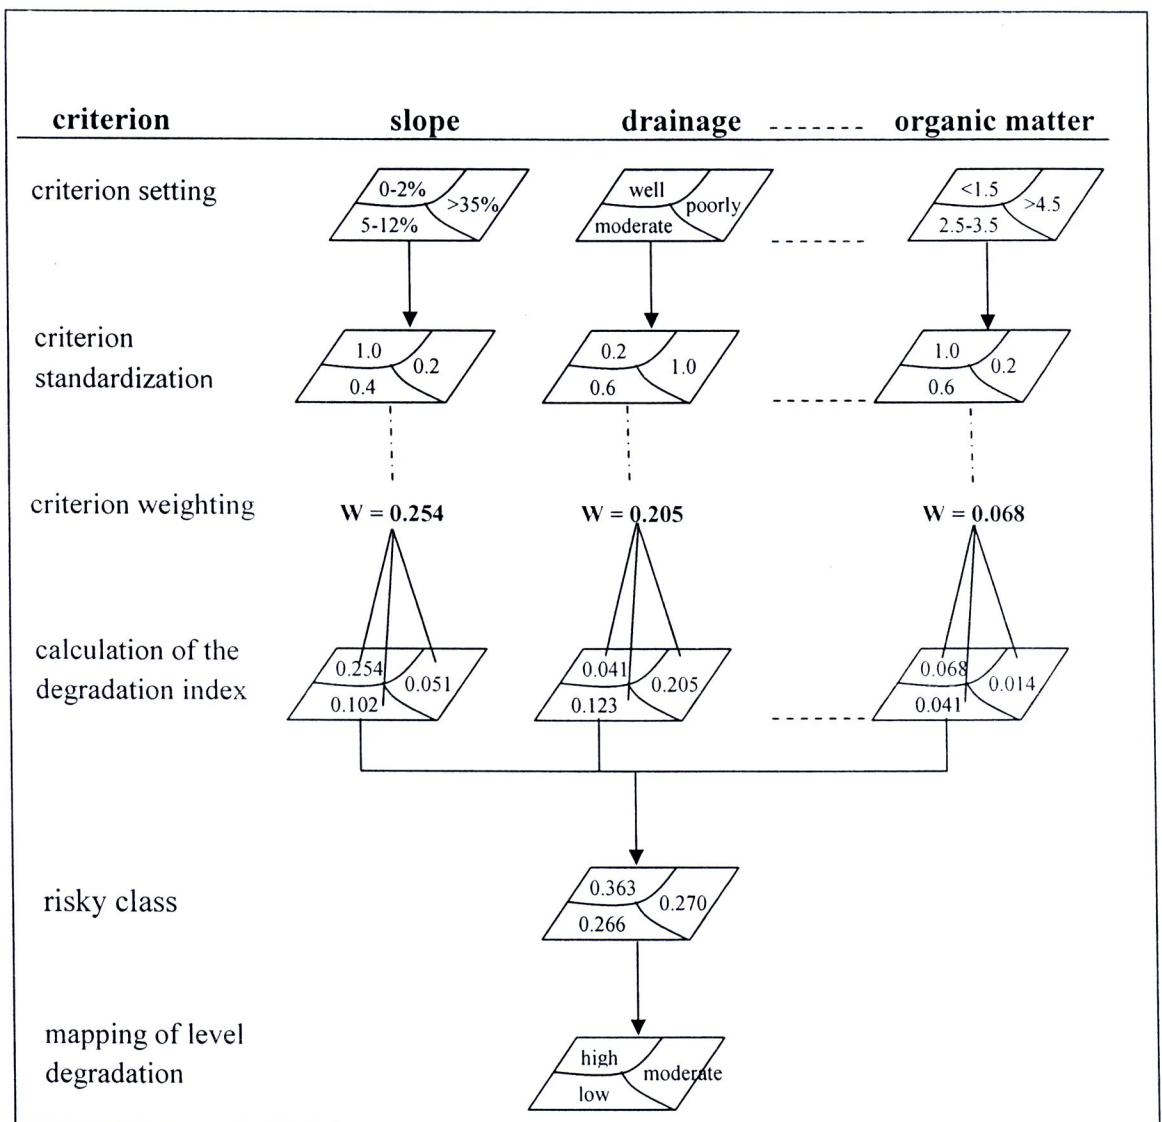 criterion slope drainage ------- organic matter
criterion setting
0-2% >35%
5-12%
well poorly
moderate
<1.5 >4.5
2.5-3.5
criterion
standardization
1.0 0.2
0.4
0.2 1.0
0.6
1.0 0.2
0.6
criterion weighting
W = 0.254 W = 0.205 W = 0.068
calculation of the
degradation index
0.254 0.051
0.102
0.041 0.205
0.123
0.068 0.014
0.041
risky class
0.363 0.270
0.266
mapping of level
degradation
high moderate
low